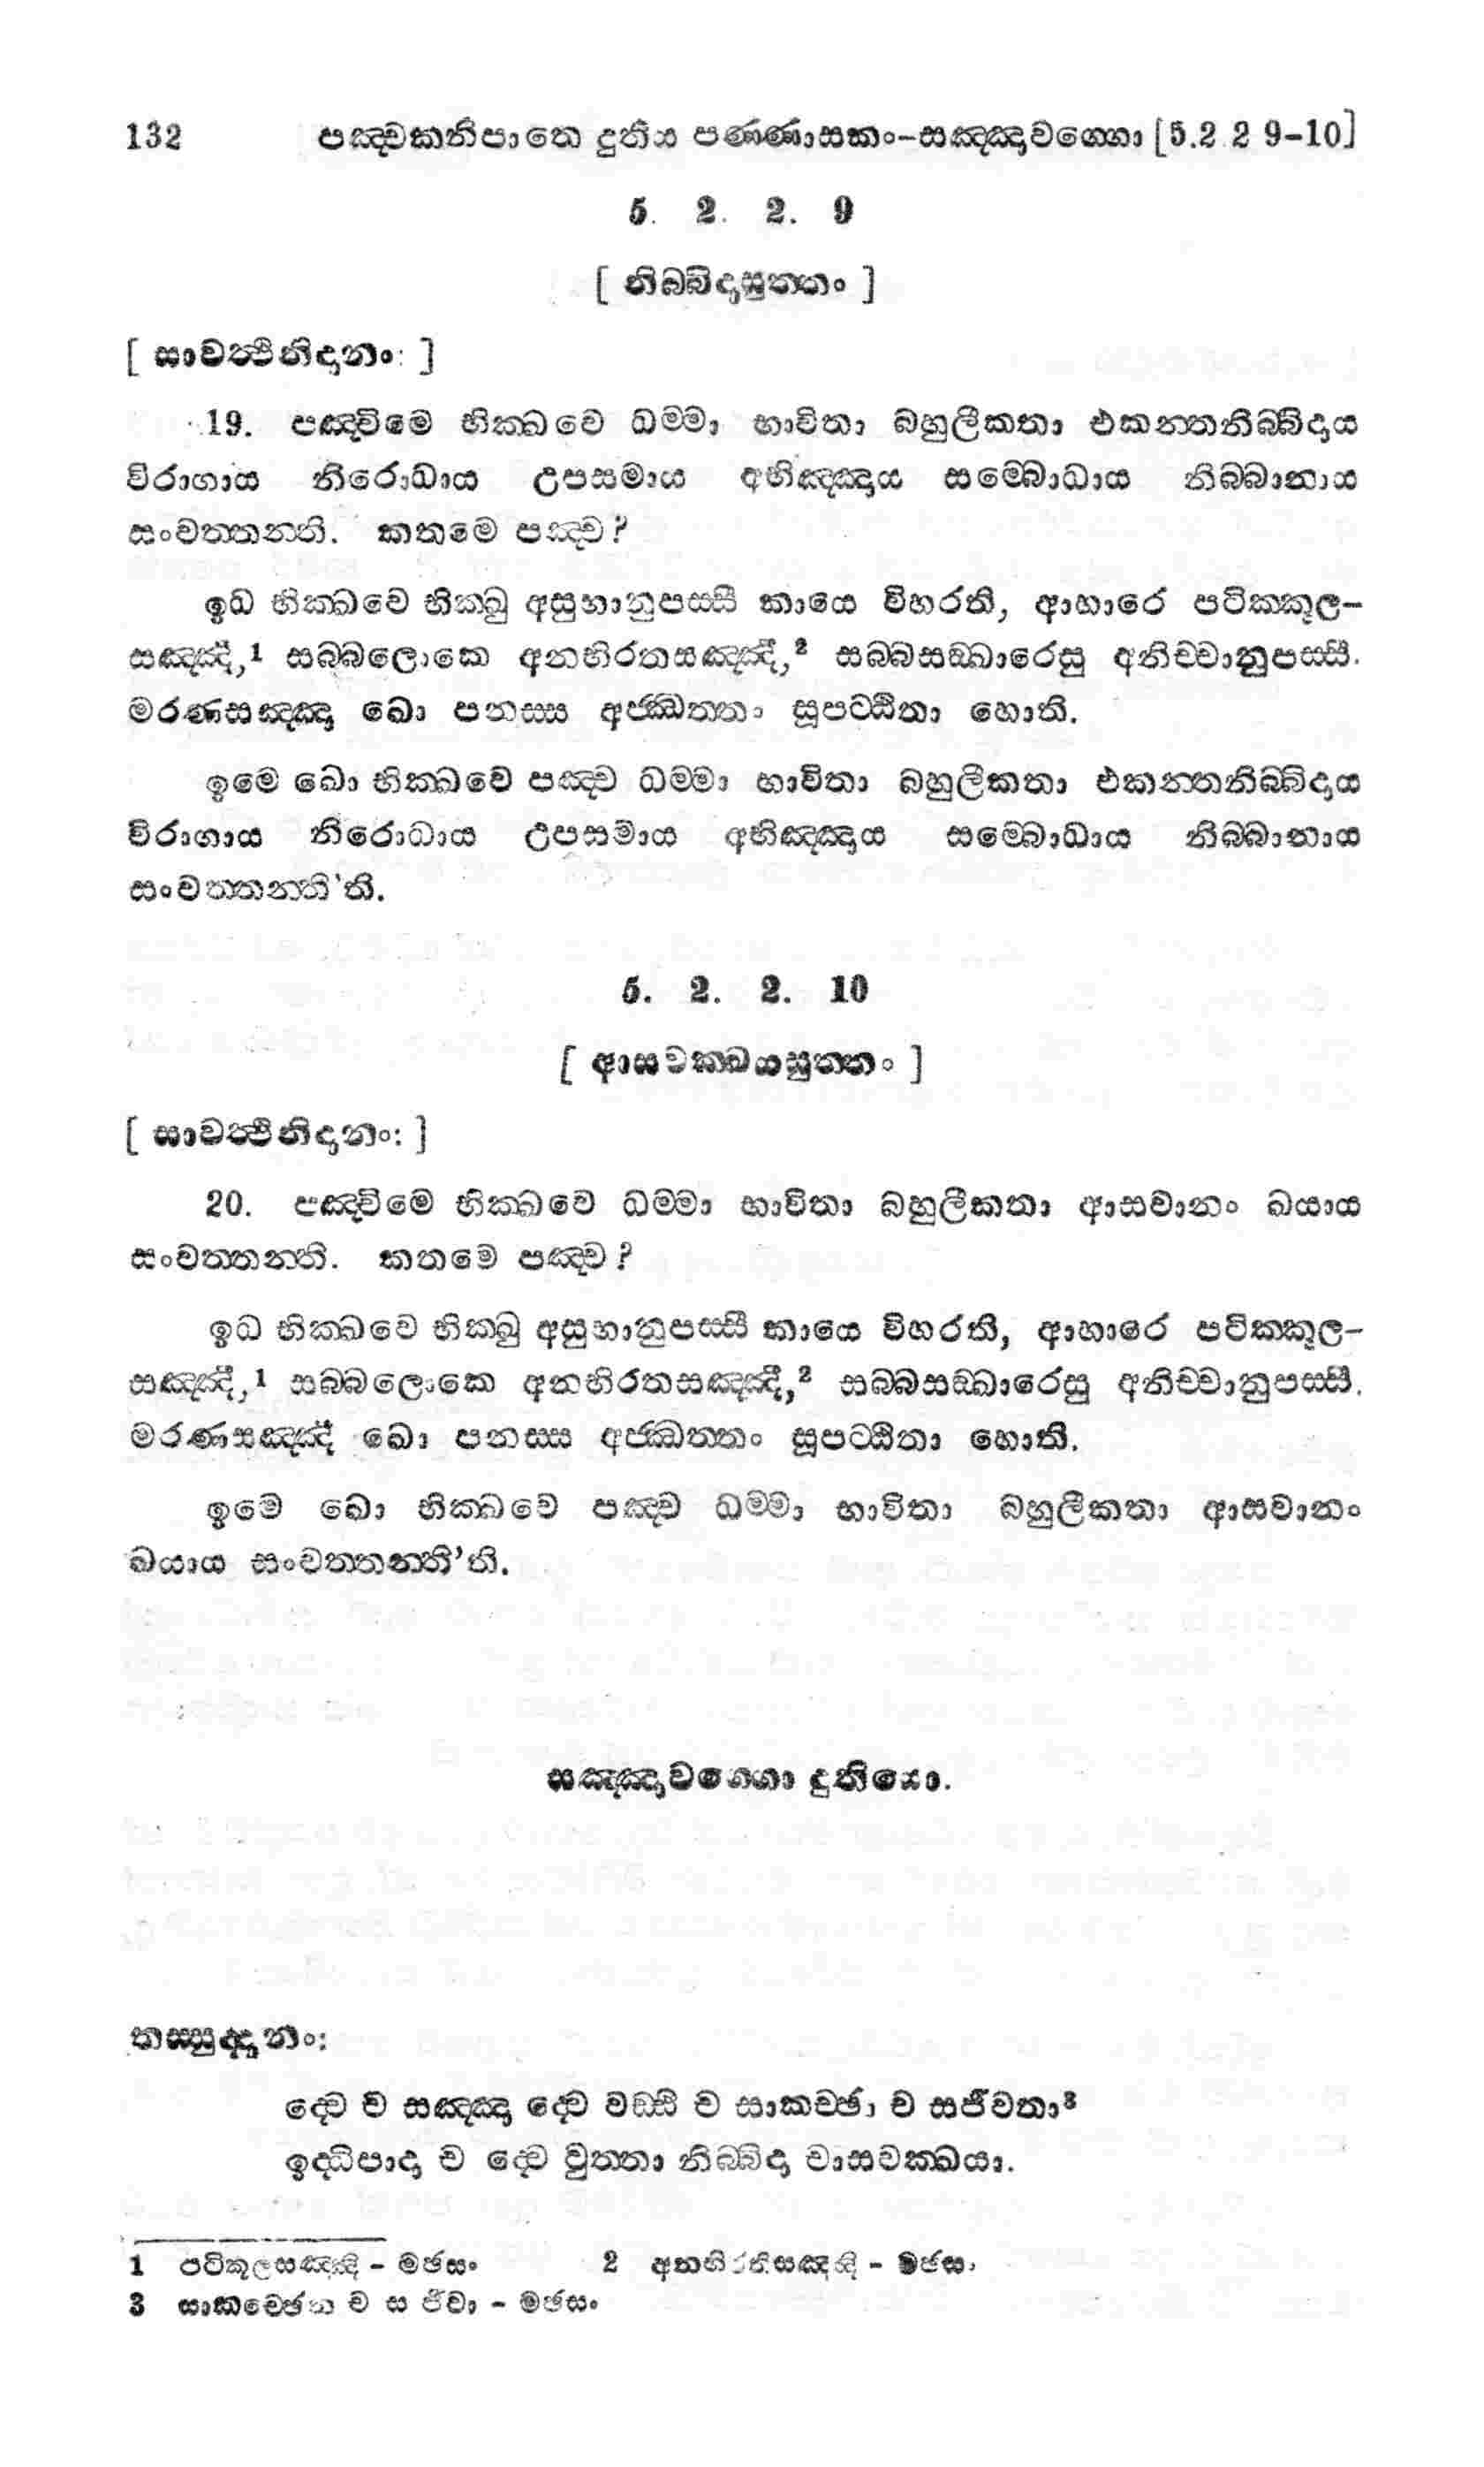 132 පඤ්චකනිපාතෙ දුතිය පණ්ණාසකං-සඤ්ඤාවග්ගො [5.2 2 9-10]
5. 2. 2. 9
[ නිබ්බිදාසුත්තං ]
[ සාවත්ථිනිදානං: ]
19. පඤ්චිමෙ භික්ඛවෙ ධම්මා භාවිතා බහුලීකතා එකන්තනිබ්බිදාය
විරාගාය නිරොධාය උපසමාය අභිඤ්ඤාය සම්බොධාය නිබ්බානාය
සංවත්තන්ති. කතමෙ පඤ්ච?
ඉධ භික්ඛවෙ භික්ඛු අසුභානුපස්සී කායෙ විහරති, ආහාරෙ පටික්කූල-
සඤ්ඤී,¹ සබ්බලොකෙ අනභිරතසඤ්ඤී,² සබ්බසඞ්ඛාරෙසු අනිච්චානුපස්සී.
මරණසඤ්ඤා ඛො පනස්ස අජ්ඣත්තං සූපට්ඨිතා හොති.
ඉමෙ ඛො භික්ඛවෙ පඤ්ච ධම්මා භාවිතා බහුලීකතා එකන්තනිබ්බිදාය
විරාගාය නිරොධාය උපසමාය අභිඤ්ඤාය සම්බොධාය නිබ්බානාය
සංවත්තන්ති'ති.
5. 2. 2. 10
[ ආසවක්ඛයසුත්තං ]
[ සාවත්ථිනිදානං: ]
20. පඤ්චිමෙ භික්ඛවෙ ධම්මා භාවිතා බහුලීකතා ආසවානං ඛයාය
සංවත්තන්ති. කතමෙ පඤ්ච?
ඉධ භික්ඛවෙ භික්ඛු අසුභානුපස්සී කායෙ විහරති, ආහාරෙ පටික්කූල-
සඤ්ඤී,¹ සබ්බලොකෙ අනභිරතසඤ්ඤී,² සබ්බසඞ්ඛාරෙසු අනිච්චානුපස්සී.
මරණසඤ්ඤී ඛො පනස්ස අජ්ඣත්තං සූපට්ඨිතා හොති.
ඉමෙ ඛො භික්ඛවෙ පඤ්ච ධම්මා භාවිතා බහුලීකතා ආසවානං
ඛයාය සංවත්තන්ති'ති.
සඤ්ඤාවග්ගො දුතියො.
තස්සුද්දානං:
ද්වෙ ච සඤ්ඤා ද්වෙ වඩ්ඪි ච සාකච්ඡා ච සජීවතා³
ඉද්ධිපාදා ච ද්වෙ වුත්තා නිබ්බිදා චාසවක්ඛයා.
1 පටිකූලසඤ්ඤි - මජසං 2 අනභිරතිසඤ්ඤි - මජසං
3 සාකච්ඡෙන ච සාජීවං - මජසං